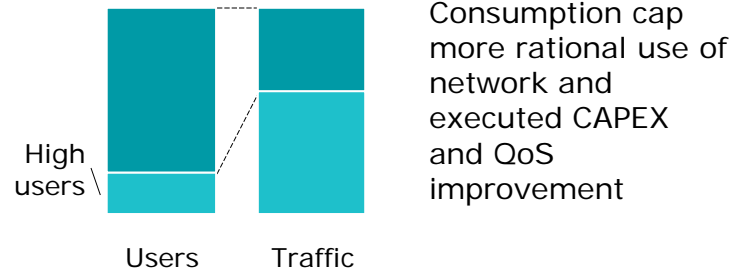 Consumption cap
more rational use of
network and
executed CAPEX
and QoS
improvement
High
users
Users
Traffic